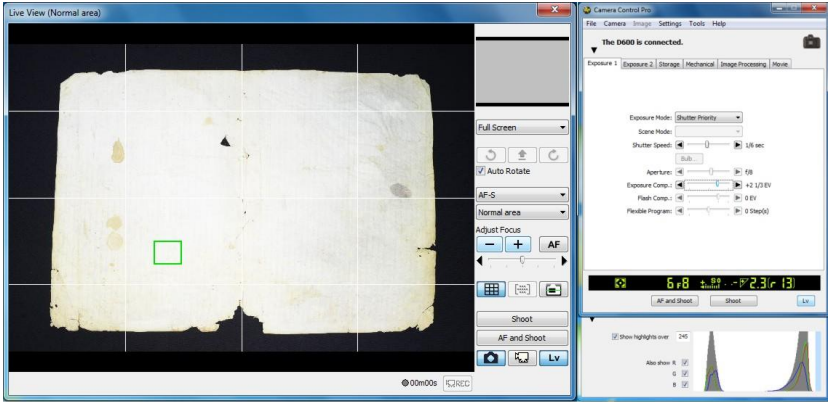 Live View (Normal area)
Full Screen
Auto Rotate
AF-S
Normal area
Adjust Focus
AF
Shoot
AF and Shoot
Lv
00m00s
REC
Camera Control Pro
File Camera Image Settings Tools Help
The D600 is connected.
Exposure 1 Exposure 2 Storage Mechanical Image Processing Movie
Exposure Mode: Shutter Priority
Scene Mode:
Shutter Speed: 1/6 sec
Bulb...
Aperture: f/8
Exposure Comp.: +2 1/3 EV
Flash Comp.: 0 EV
Flexible Program: 0 Step(s)
AF and Shoot Shoot Lv
Show highlights over 245
Also show R
G
B